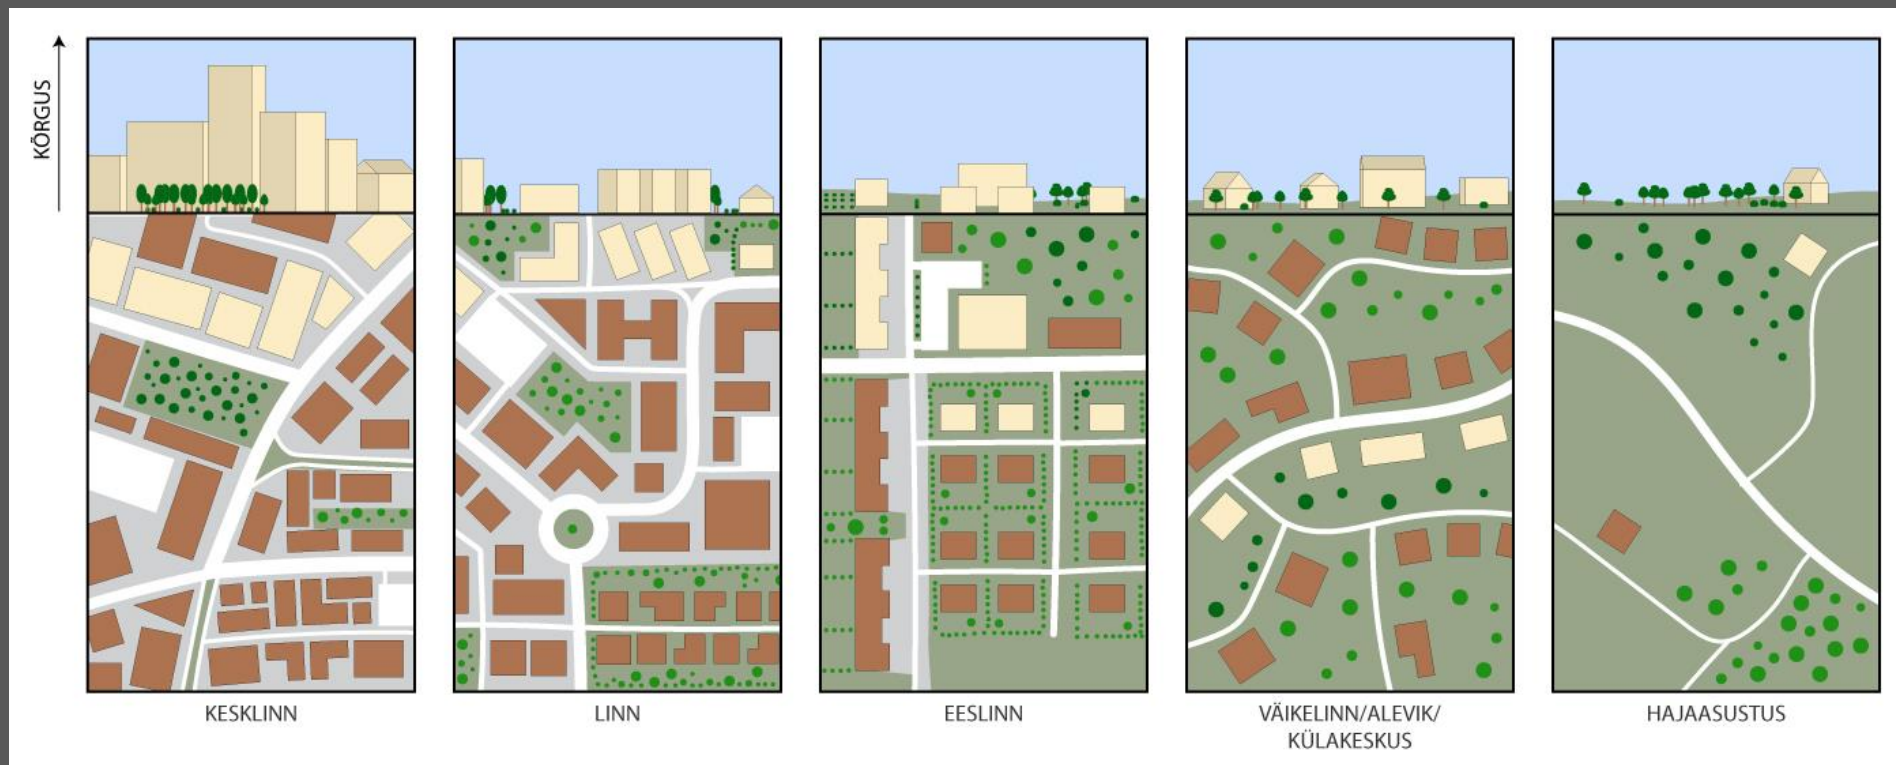 KÕRGUS
KESKLINN
LINN
EESLINN
VÄIKELINN/ALEVIK/
KÜLAKESKUS
HAJAASUSTUS